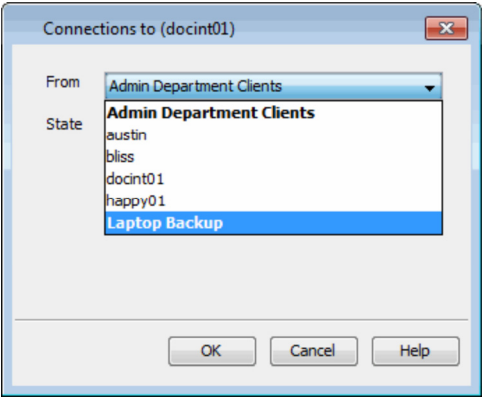 Connections to (docint01)
From
Admin Department Clients
Admin Department Clients
State
austin
bliss
docint01
happy01
Laptop Backup
OK
Cancel
Help